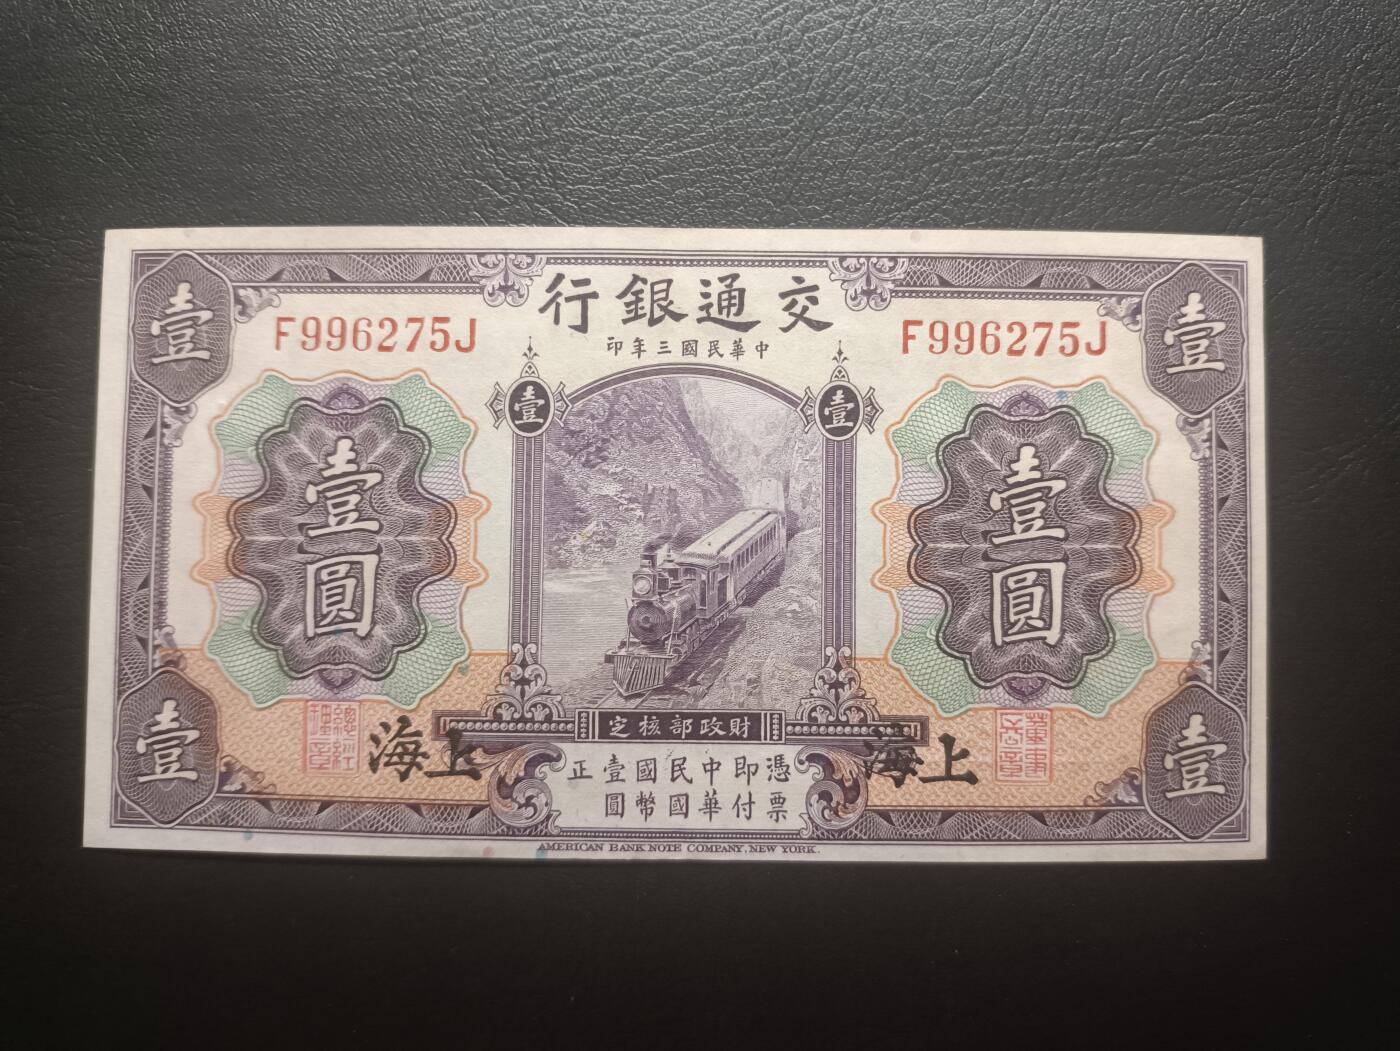 交通銀行
中華民國三年印
F996275J
F996275J
壹
壹
壹
壹
壹圓
壹圓
財政部核定
上海
上海
憑票即付中華民國國幣壹圓正
壹
壹
AMERICAN BANK NOTE COMPANY, NEW YORK.